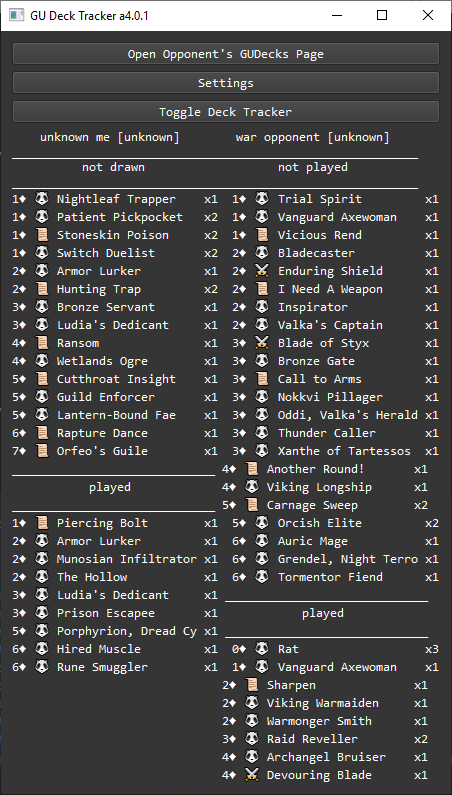 GU Deck Tracker a4.0.1
Open Opponent's GUDecks Page
Settings
Toggle Deck Tracker
unknown me [unknown]
not drawn
1♦ Nightleaf Trapper x1
1♦ Patient Pickpocket x2
1♦ Stoneskin Poison x2
1♦ Switch Duelist x2
2♦ Armor Lurker x1
2♦ Hunting Trap x2
3♦ Bronze Servant x1
3♦ Ludia's Dedicant x1
4♦ Ransom x1
4♦ Wetlands Ogre x1
5♦ Cutthroat Insight x1
5♦ Guild Enforcer x1
5♦ Lantern-Bound Fae x1
6♦ Rapture Dance x1
7♦ Orfeo's Guile x1
played
1♦ Piercing Bolt x1
2♦ Armor Lurker x1
2♦ Munosian Infiltrator x1
2♦ The Hollow x1
3♦ Ludia's Dedicant x1
3♦ Prison Escapee x1
5♦ Porphyrion, Dread Cy x1
6♦ Hired Muscle x1
6♦ Rune Smuggler x1
war opponent [unknown]
not played
1♦ Trial Spirit x1
1♦ Vanguard Axewoman x1
1♦ Vicious Rend x1
2♦ Bladecaster x1
2♦ Enduring Shield x1
2♦ I Need A Weapon x1
2♦ Inspirator x1
2♦ Valka's Captain x1
3♦ Blade of Styx x1
3♦ Bronze Gate x1
3♦ Call to Arms x1
3♦ Nokkvi Pillager x1
3♦ Oddi, Valka's Herald x1
3♦ Thunder Caller x1
3♦ Xanthe of Tartessos x1
4♦ Another Round! x1
4♦ Viking Longship x1
5♦ Carnage Sweep x2
5♦ Orcish Elite x2
6♦ Auric Mage x1
6♦ Grendel, Night Terro x1
6♦ Tormentor Fiend x1
played
0♦ Rat x3
1♦ Vanguard Axewoman x1
2♦ Sharpen x1
2♦ Viking Warmaiden x1
2♦ Warmonger Smith x1
3♦ Raid Reveller x2
4♦ Archangel Bruiser x1
4♦ Devouring Blade x1